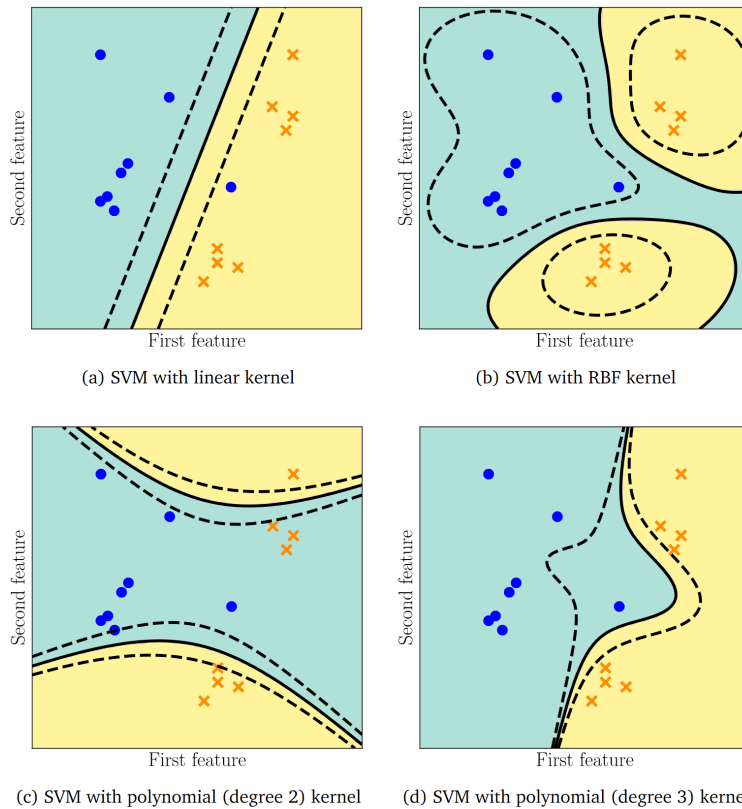 Second feature
Second feature
First feature
First feature
(a) SVM with linear kernel
(b) SVM with RBF kernel
Second feature
Second feature
First feature
First feature
(c) SVM with polynomial (degree 2) kernel
(d) SVM with polynomial (degree 3) kernel